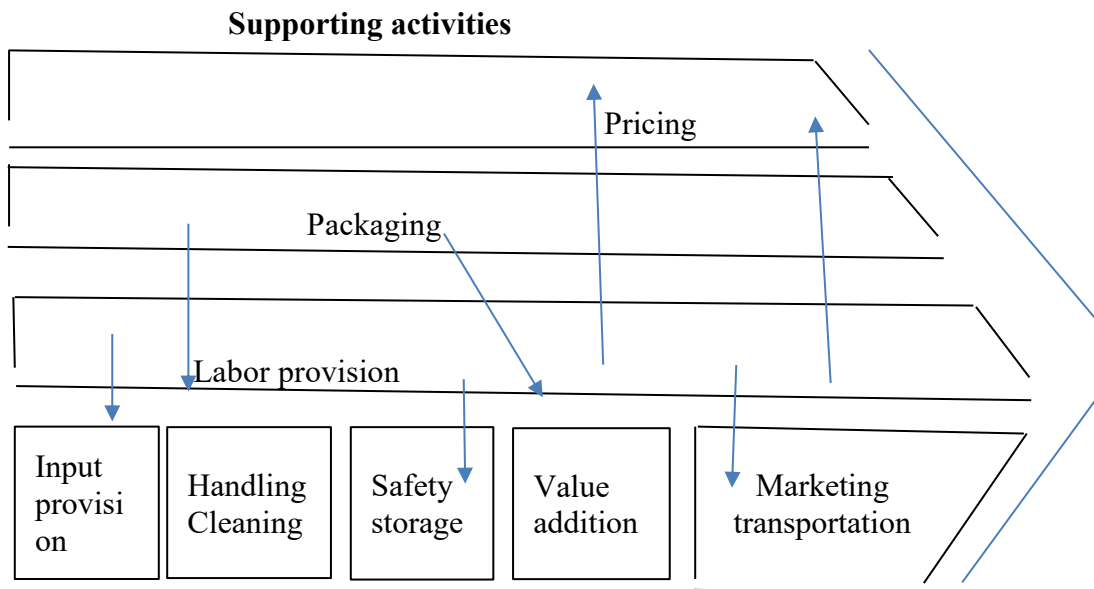 Supporting activities
Pricing
Packaging
Labor provision
Input
provisi
on
Handling
Cleaning
Safety
storage
Value
addition
Marketing
transportation